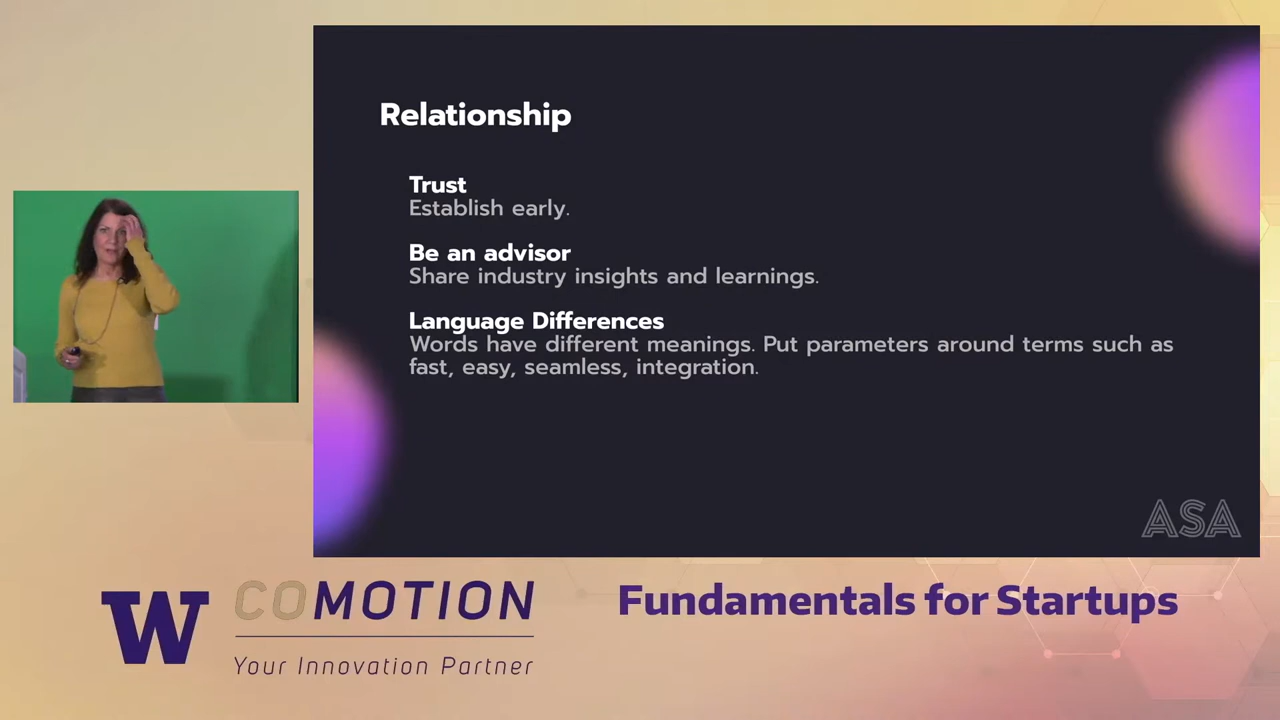 Relationship
Trust
Establish early.
Be an advisor
Share industry insights and learnings.
Language Differences
Words have different meanings. Put parameters around terms such as
fast, easy, seamless, integration.
ASA
W
COMOTION
Your Innovation Partner
Fundamentals for Startups